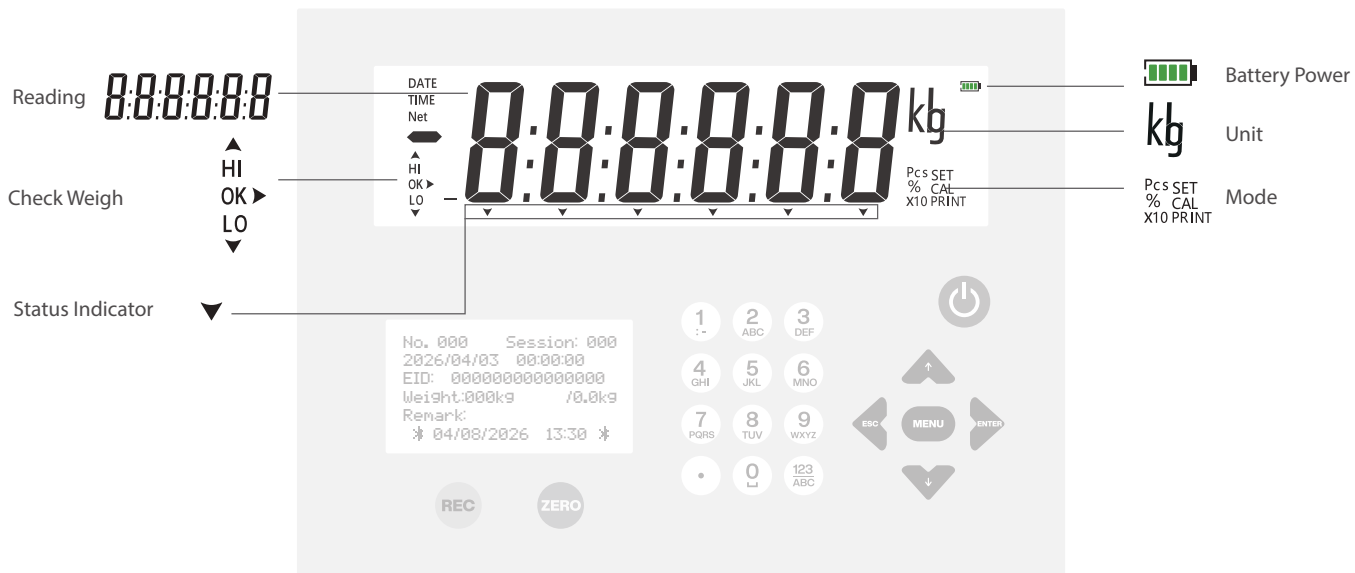 Reading
8:8:8:8:8:8
HI
OK
LO
Check Weigh
Status Indicator
DATE
TIME
Net
HI
OK
LO
8:8:8:8:8:8
kg
Pcs SET
% CAL
X10 PRINT
Battery Power
kg
Unit
Pcs SET
% CAL
X10 PRINT
Mode
No. 000 Session: 000
2026/04/03 00:00:00
EID: 000000000000000
Weight:000kg /0.0kg
Remark:
04/08/2026 13:30
REC
ZERO
1
:-
2
ABC
3
DEF
4
GHI
5
JKL
6
MNO
7
PQRS
8
TUV
9
WXYZ
.
0
123
ABC
↑
ESC
MENU
ENTER
↓